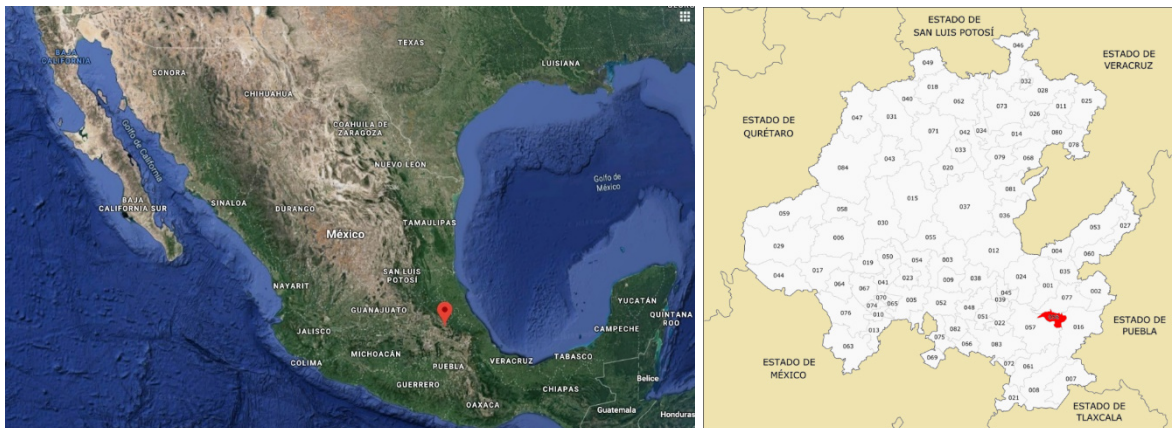 TEXAS
LUISIANA
BAJA
CALIFORNIA
SONORA
CHIHUAHUA
COAHUILA
DE
ZARAGOZA
Golfo de California
NUEVO LEON
Golfo de
México
BAJA
CALIFORNIA SUR
SINALOA
DURANGO
TAMAULIPAS
México
SAN LUIS
POTOSÍ
NAYARIT
GUANAJUATO
YUCATÁN
QUINTANA
ROO
CAMPECHE
JALISCO
COLIMA
MICHOACÁN
PUEBLA
VERACRUZ
TABASCO
GUERRERO
Belice
CHIAPAS
OAXACA
Guatemala
Honduras
ESTADO DE
SAN LUIS POTOSÍ
ESTADO DE
VERACRUZ
ESTADO DE
QURÉTARO
ESTADO DE
PUEBLA
ESTADO DE
MÉXICO
ESTADO DE
TLAXCALA
046
049
018
032
028
040
062
073
011
025
047
031
026
071
042
034
014
080
078
043
033
079
068
084
020
081
059
058
015
037
036
030
053
027
029
006
055
012
004
060
044
017
019
050
054
003
035
064
067
041
023
009
038
024
001
002
070
045
077
076
074
065
005
052
039
010
048
051
022
057
016
013
082
063
075
066
083
069
072
061
007
008
021